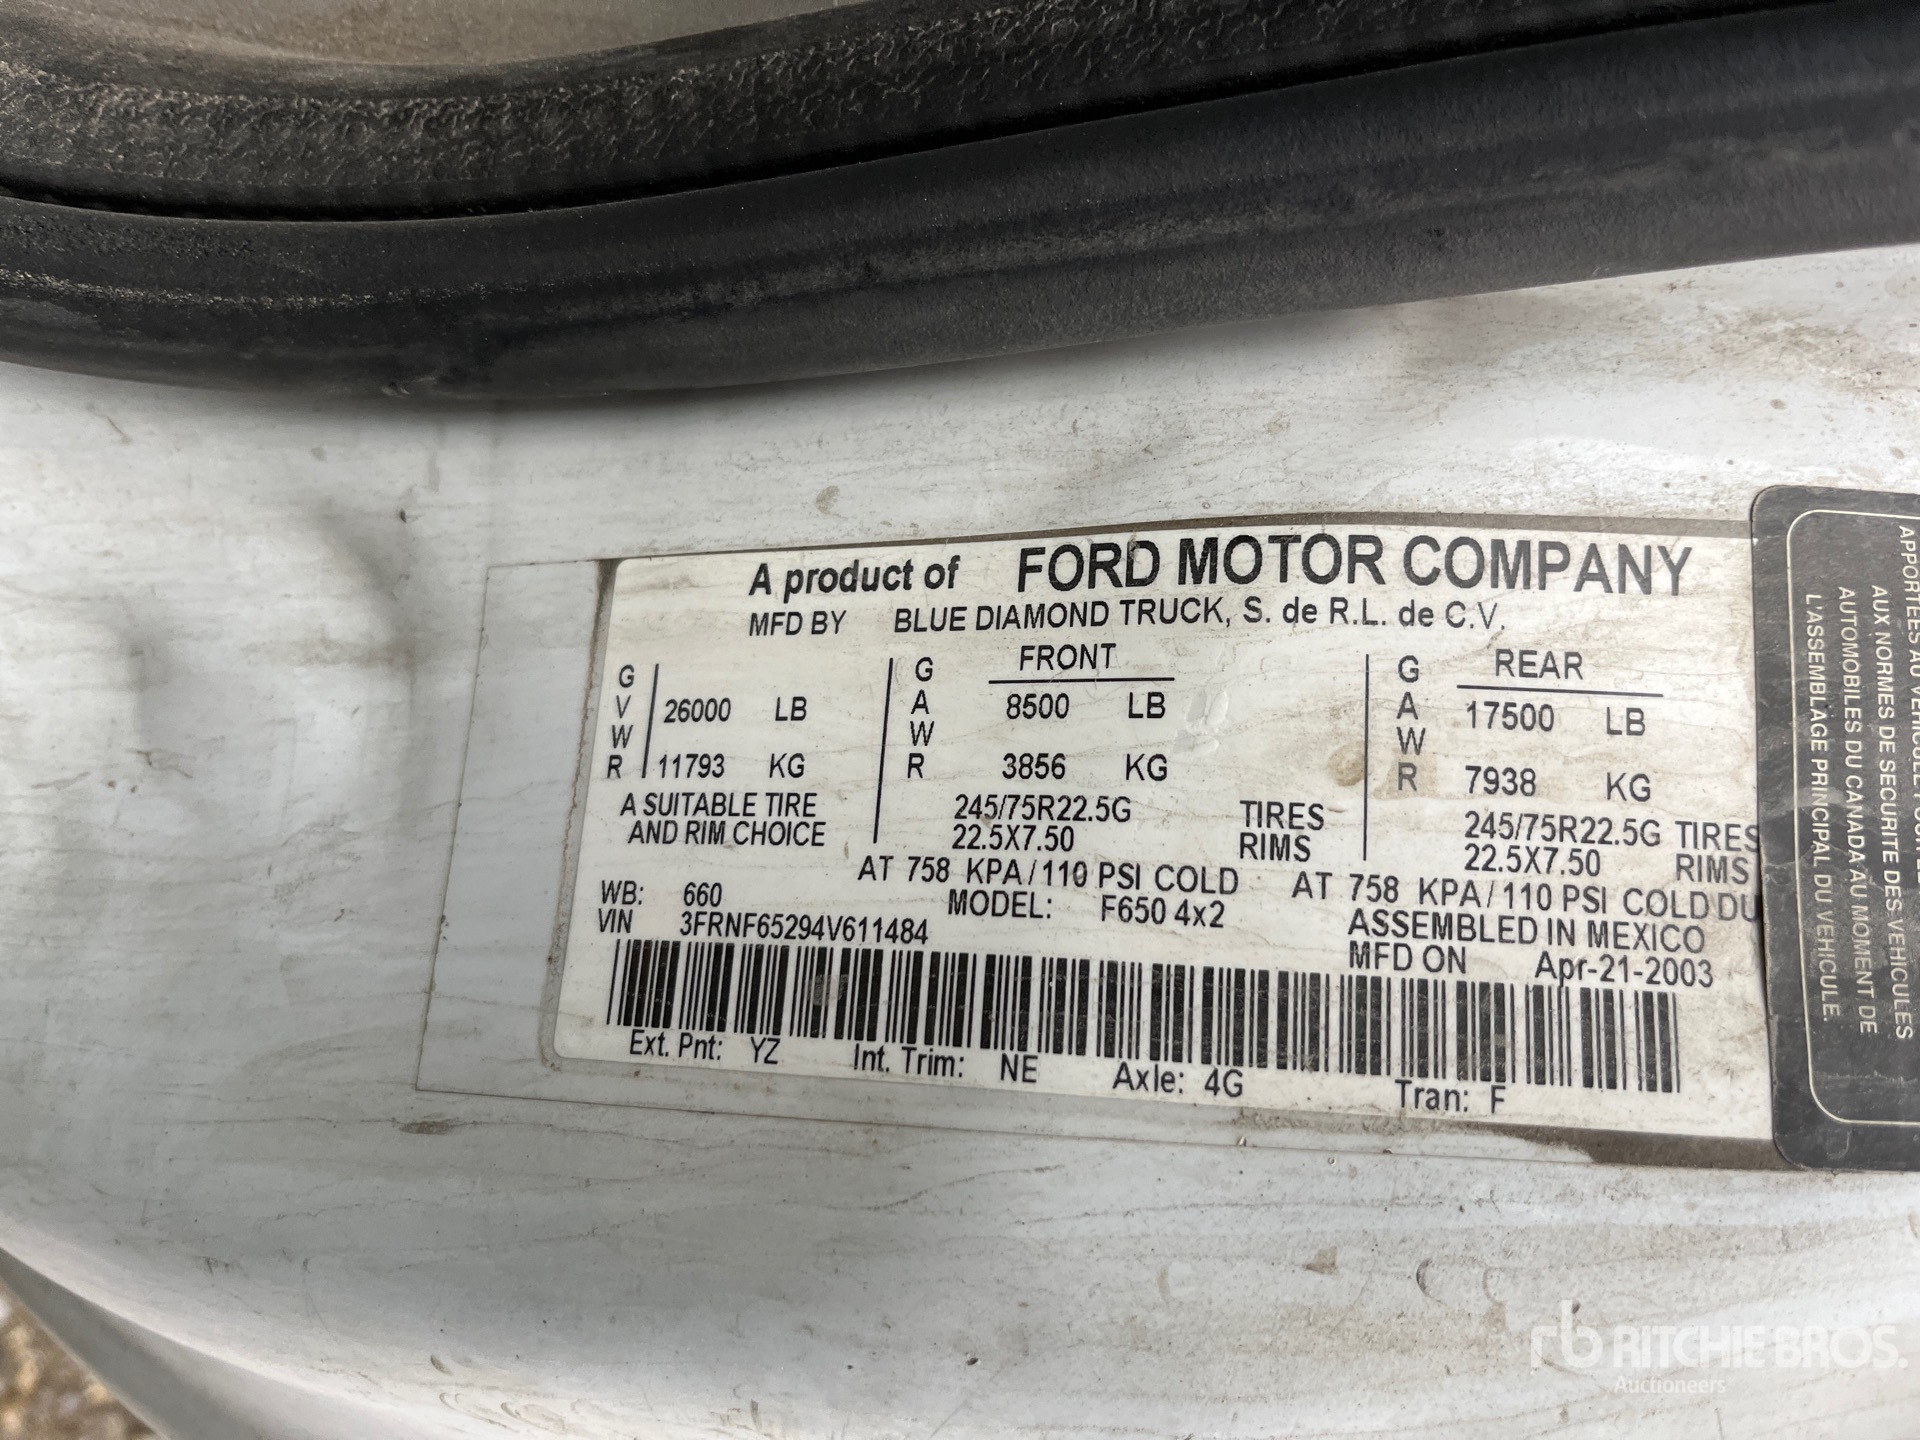 A product of FORD MOTOR COMPANY
MFD BY BLUE DIAMOND TRUCK, S. de R.L. de C.V.
GVWR 26000 LB
11793 KG
GAWR FRONT
8500 LB
3856 KG
GAWR REAR
17500 LB
7938 KG
A SUITABLE TIRE
AND RIM CHOICE
245/75R22.5G TIRES
22.5X7.50 RIMS
AT 758 KPA/110 PSI COLD
245/75R22.5G TIRES
22.5X7.50 RIMS
AT 758 KPA/110 PSI COLD DU
WB: 660
MODEL: F650 4x2
VIN 3FRNF65294V611484
ASSEMBLED IN MEXICO
MFD ON Apr-21-2003
Ext. Pnt: YZ Int. Trim: NE Axle: 4G Tran: F
AUX NORMES DE SECURITE DES VEHICULES
AUTOMOBILES DU CANADA AU MOMENT DE
L'ASSEMBLAGE PRINCIPAL DU VEHICULE.
rb RITCHIE BROS.
Auctioneers